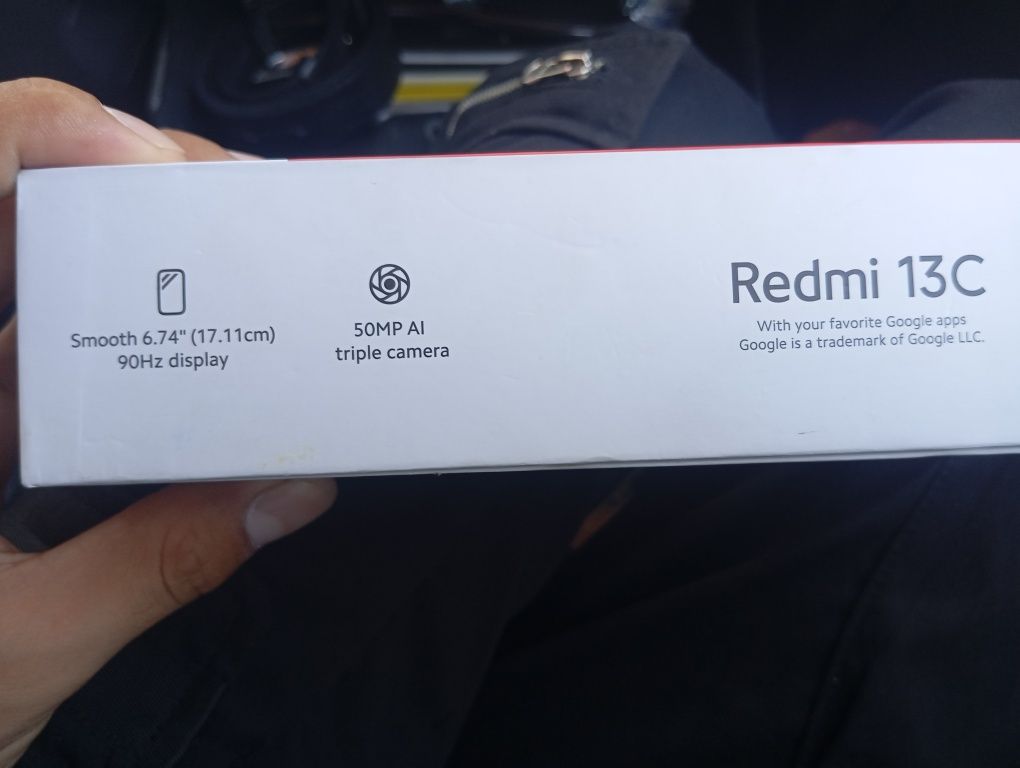 Smooth 6.74" (17.11cm)
90Hz display
50MP AI
triple camera
Redmi 13C
With your favorite Google apps
Google is a trademark of Google LLC.